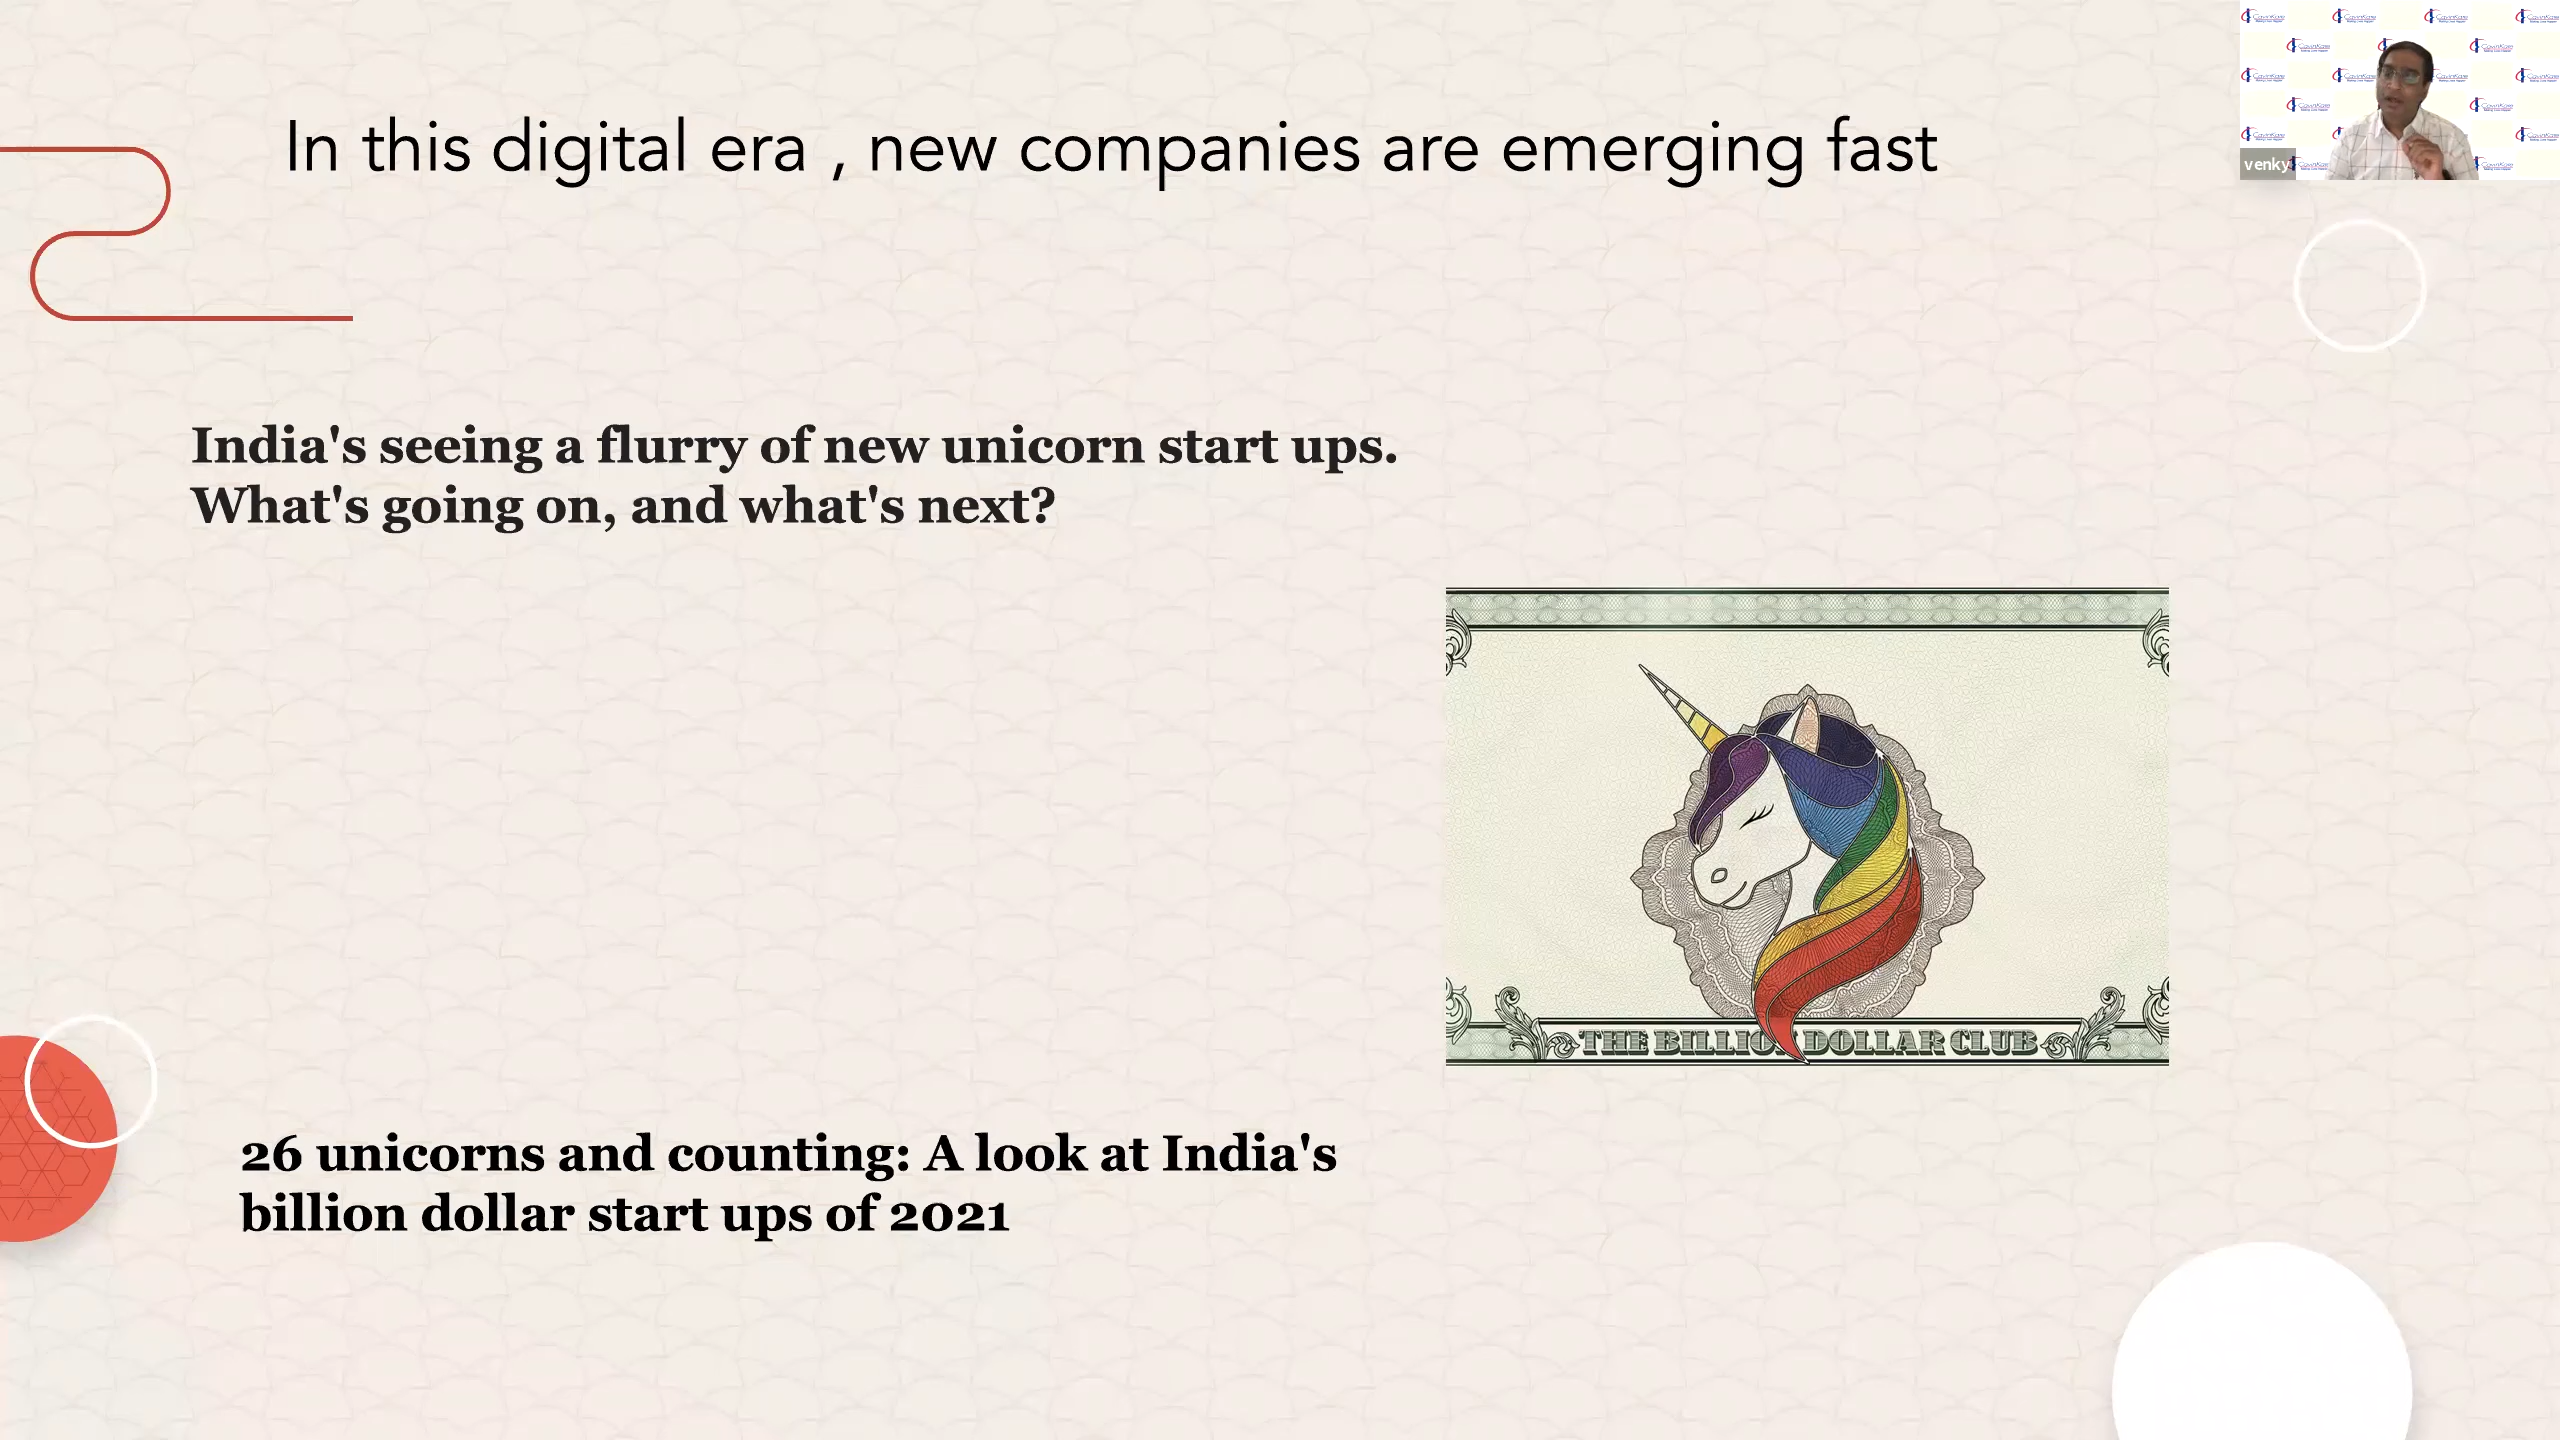 In this digital era , new companies are emerging fast
venky
India's seeing a flurry of new unicorn start ups.
What's going on, and what's next?
THE BILLION DOLLAR CLUB
26 unicorns and counting: A look at India's
billion dollar start ups of 2021